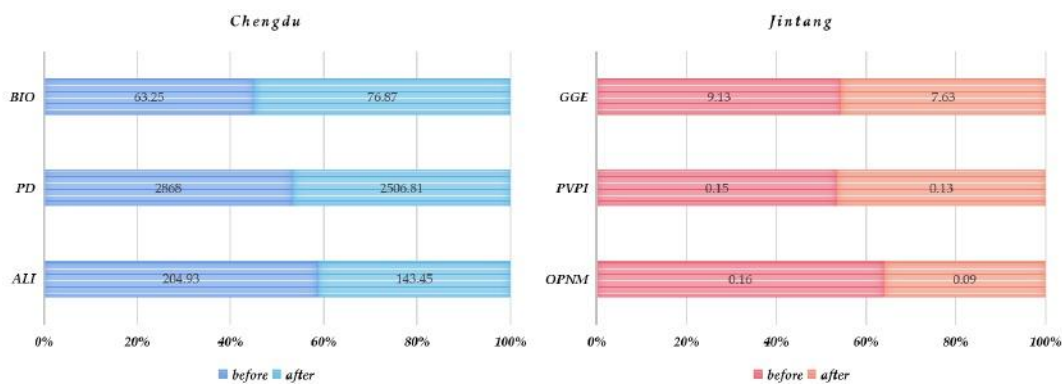 Chengdu
BIO
63.25
76.87
PD
2868
2506.81
ALI
204.93
143.45
0%
20%
40%
60%
80%
100%
before
after
Jintang
GGE
9.13
7.63
PVPI
0.15
0.13
OPNM
0.16
0.09
0%
20%
40%
60%
80%
100%
before
after